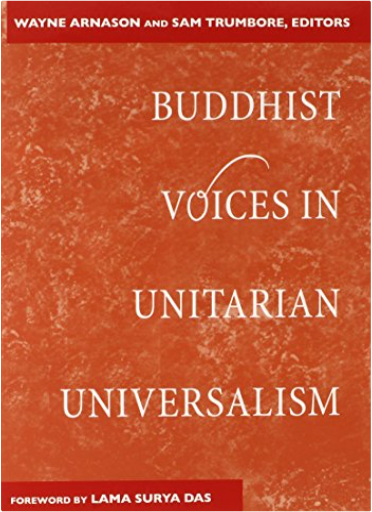 WAYNE ARNASON AND SAM TRUMBORE, EDITORS
BUDDHIST
VOICES IN
UNITARIAN
UNIVERSALISM
FOREWORD BY LAMA SURYA DAS